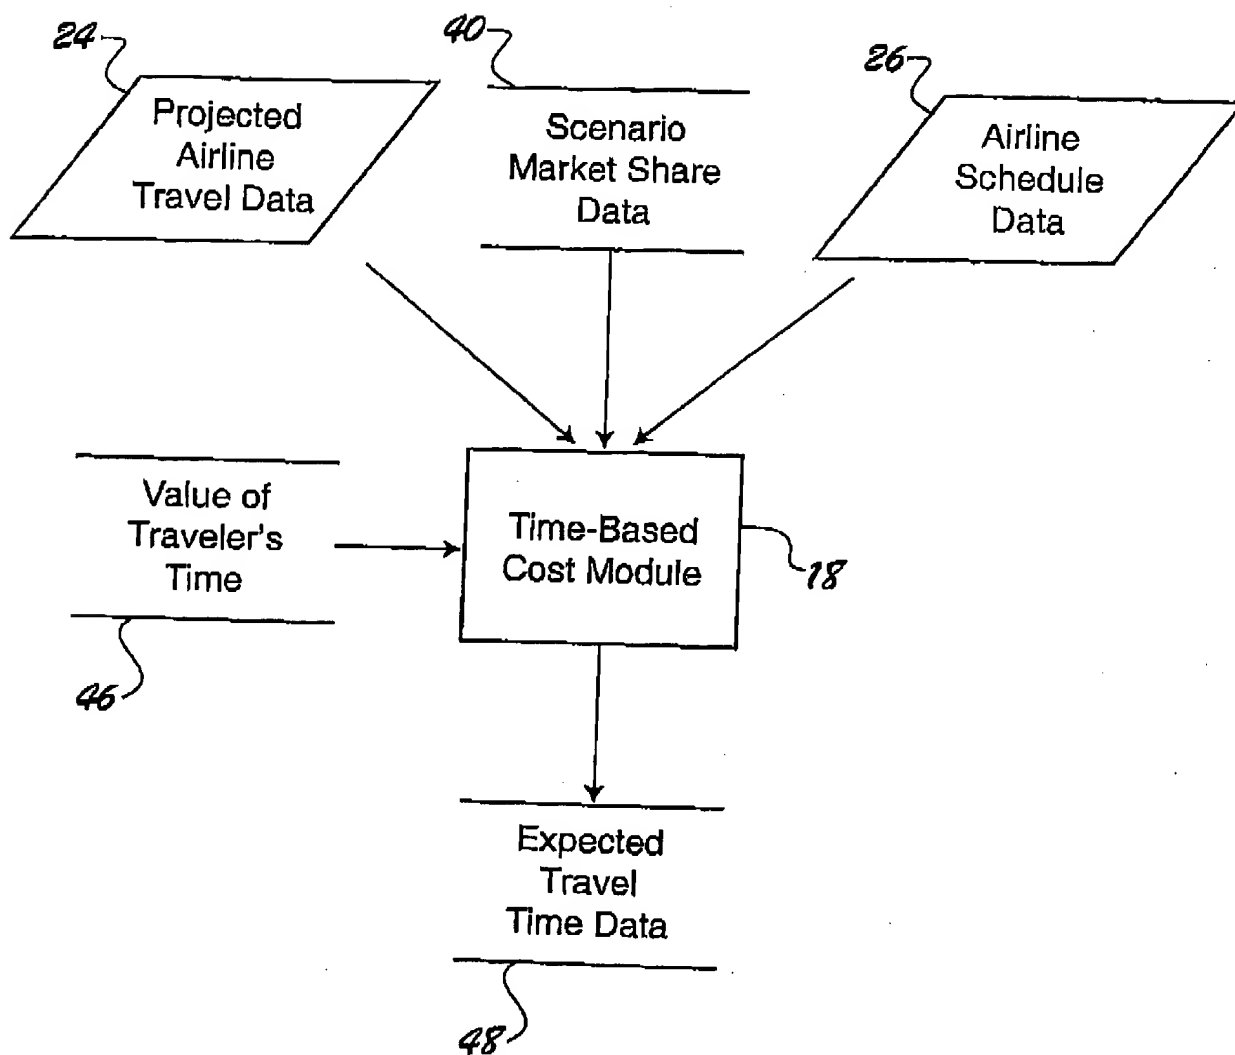 24
Projected
Airline
Travel Data
40
Scenario
Market Share
Data
26
Airline
Schedule
Data
Value of
Traveler's
Time
46
Time-Based
Cost Module
18
Expected
Travel
Time Data
48